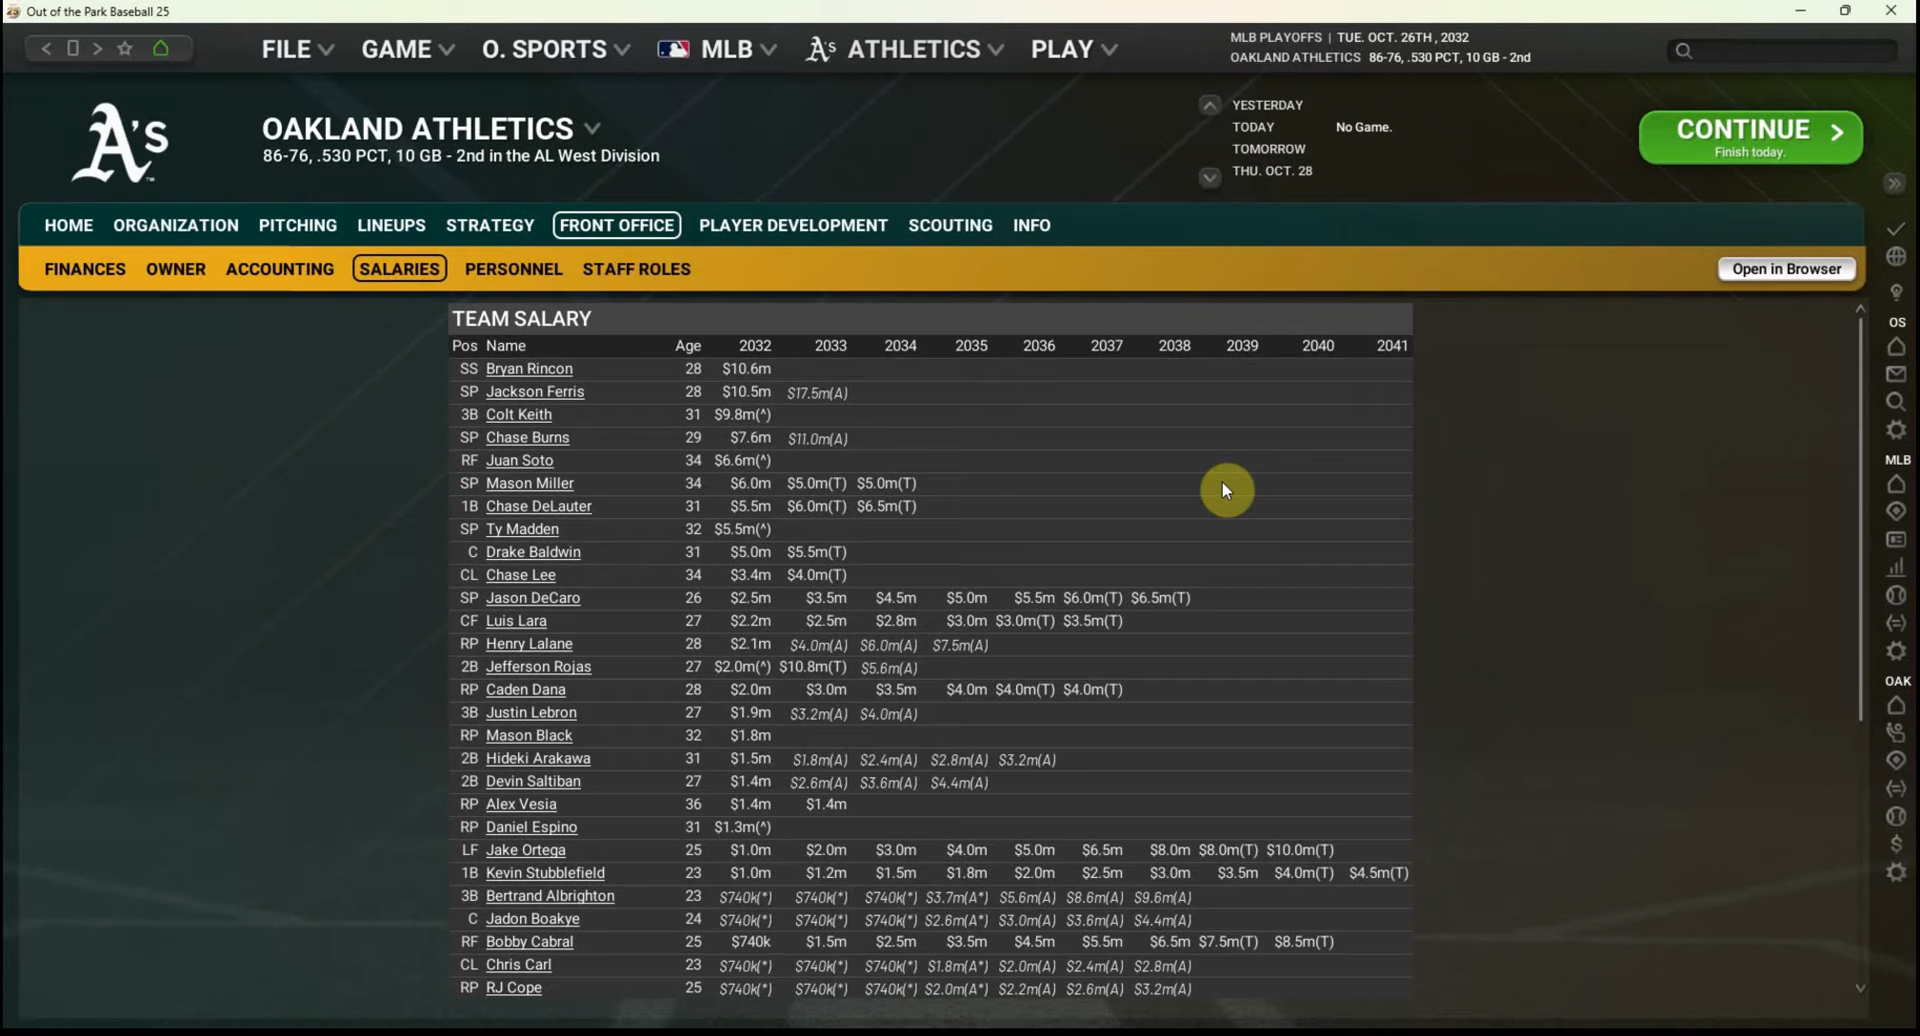 Out of the Park Baseball 25
FILE GAME O. SPORTS MLB A's ATHLETICS PLAY
MLB PLAYOFFS | TUE. OCT. 26TH , 2032
OAKLAND ATHLETICS 86-76, .530 PCT, 10 GB - 2nd
A's
OAKLAND ATHLETICS
86-76, .530 PCT, 10 GB - 2nd in the AL West Division
YESTERDAY
TODAY No Game.
TOMORROW
THU. OCT. 28
CONTINUE
Finish today.
HOME ORGANIZATION PITCHING LINEUPS STRATEGY FRONT OFFICE PLAYER DEVELOPMENT SCOUTING INFO
FINANCES OWNER ACCOUNTING SALARIES PERSONNEL STAFF ROLES Open in Browser
TEAM SALARY
Pos Name Age 2032 2033 2034 2035 2036 2037 2038 2039 2040 2041
SS Bryan Rincon 28 $10.6m
SP Jackson Ferris 28 $10.5m $17.5m(A)
3B Colt Keith 31 $9.8m(^)
SP Chase Burns 29 $7.6m $11.0m(A)
RF Juan Soto 34 $6.6m(^)
SP Mason Miller 34 $6.0m $5.0m(T) $5.0m(T)
1B Chase DeLauter 31 $5.5m $6.0m(T) $6.5m(T)
SP Ty Madden 32 $5.5m(^)
C Drake Baldwin 31 $5.0m $5.5m(T)
CL Chase Lee 34 $3.4m $4.0m(T)
SP Jason DeCaro 26 $2.5m $3.5m $4.5m $5.0m $5.5m $6.0m(T) $6.5m(T)
CF Luis Lara 27 $2.2m $2.5m $2.8m $3.0m $3.0m(T) $3.5m(T)
RP Henry Lalane 28 $2.1m $4.0m(A) $6.0m(A) $7.5m(A)
2B Jefferson Rojas 27 $2.0m(^) $10.8m(T) $5.6m(A)
RP Caden Dana 28 $2.0m $3.0m $3.5m $4.0m $4.0m(T) $4.0m(T)
3B Justin Lebron 27 $1.9m $3.2m(A) $4.0m(A)
RP Mason Black 32 $1.8m
2B Hideki Arakawa 31 $1.5m $1.8m(A) $2.4m(A) $2.8m(A) $3.2m(A)
2B Devin Saltiban 27 $1.4m $2.6m(A) $3.6m(A) $4.4m(A)
RP Alex Vesia 36 $1.4m $1.4m
RP Daniel Espino 31 $1.3m(^)
LF Jake Ortega 25 $1.0m $2.0m $3.0m $4.0m $5.0m $6.5m $8.0m $8.0m(T) $10.0m(T)
1B Kevin Stubblefield 23 $1.0m $1.2m $1.5m $1.8m $2.0m $2.5m $3.0m $3.5m $4.0m(T) $4.5m(T)
3B Bertrand Albrighton 23 $740k(*) $740k(*) $740k(*) $3.7m(A*) $5.6m(A) $8.6m(A) $9.6m(A)
C Jadon Boakye 24 $740k(*) $740k(*) $740k(*) $2.6m(A*) $3.0m(A) $3.6m(A) $4.4m(A)
RF Bobby Cabral 25 $740k $1.5m $2.5m $3.5m $4.5m $5.5m $6.5m $7.5m(T) $8.5m(T)
CL Chris Carl 23 $740k(*) $740k(*) $740k(*) $1.8m(A*) $2.0m(A) $2.4m(A) $2.8m(A)
RP RJ Cope 25 $740k(*) $740k(*) $740k(*) $2.0m(A*) $2.2m(A) $2.6m(A) $3.2m(A)
OS
MLB
OAK